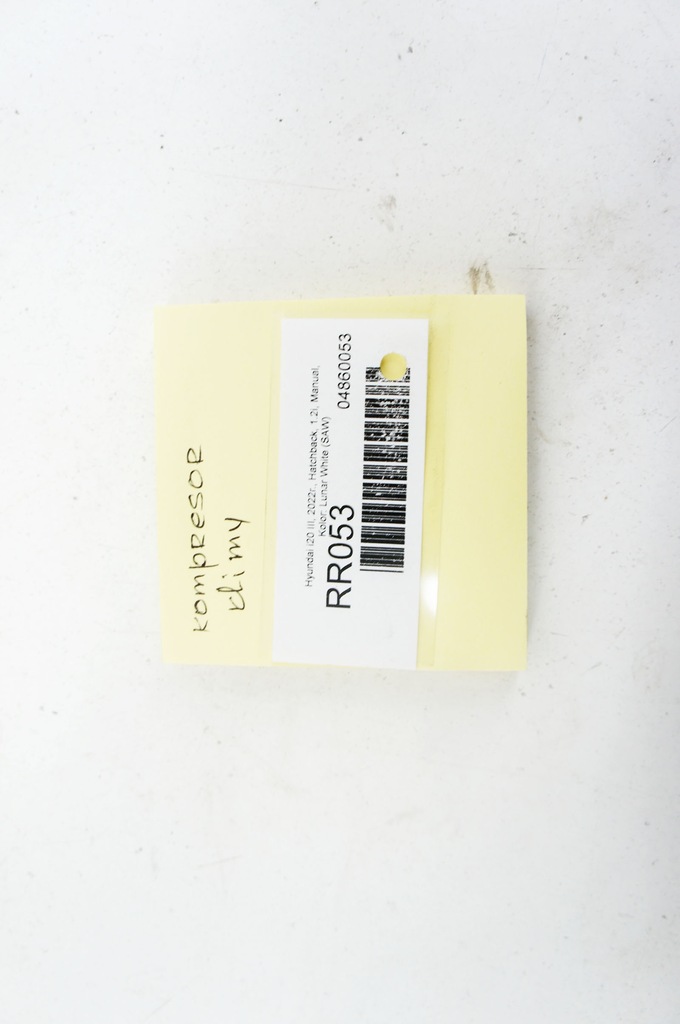 kompresor
klimy
Hyundai i20 III, 2022r., Hatchback, 1.2i, Manual,
Kolor: Lunar White (SAW)
RR053 04860053